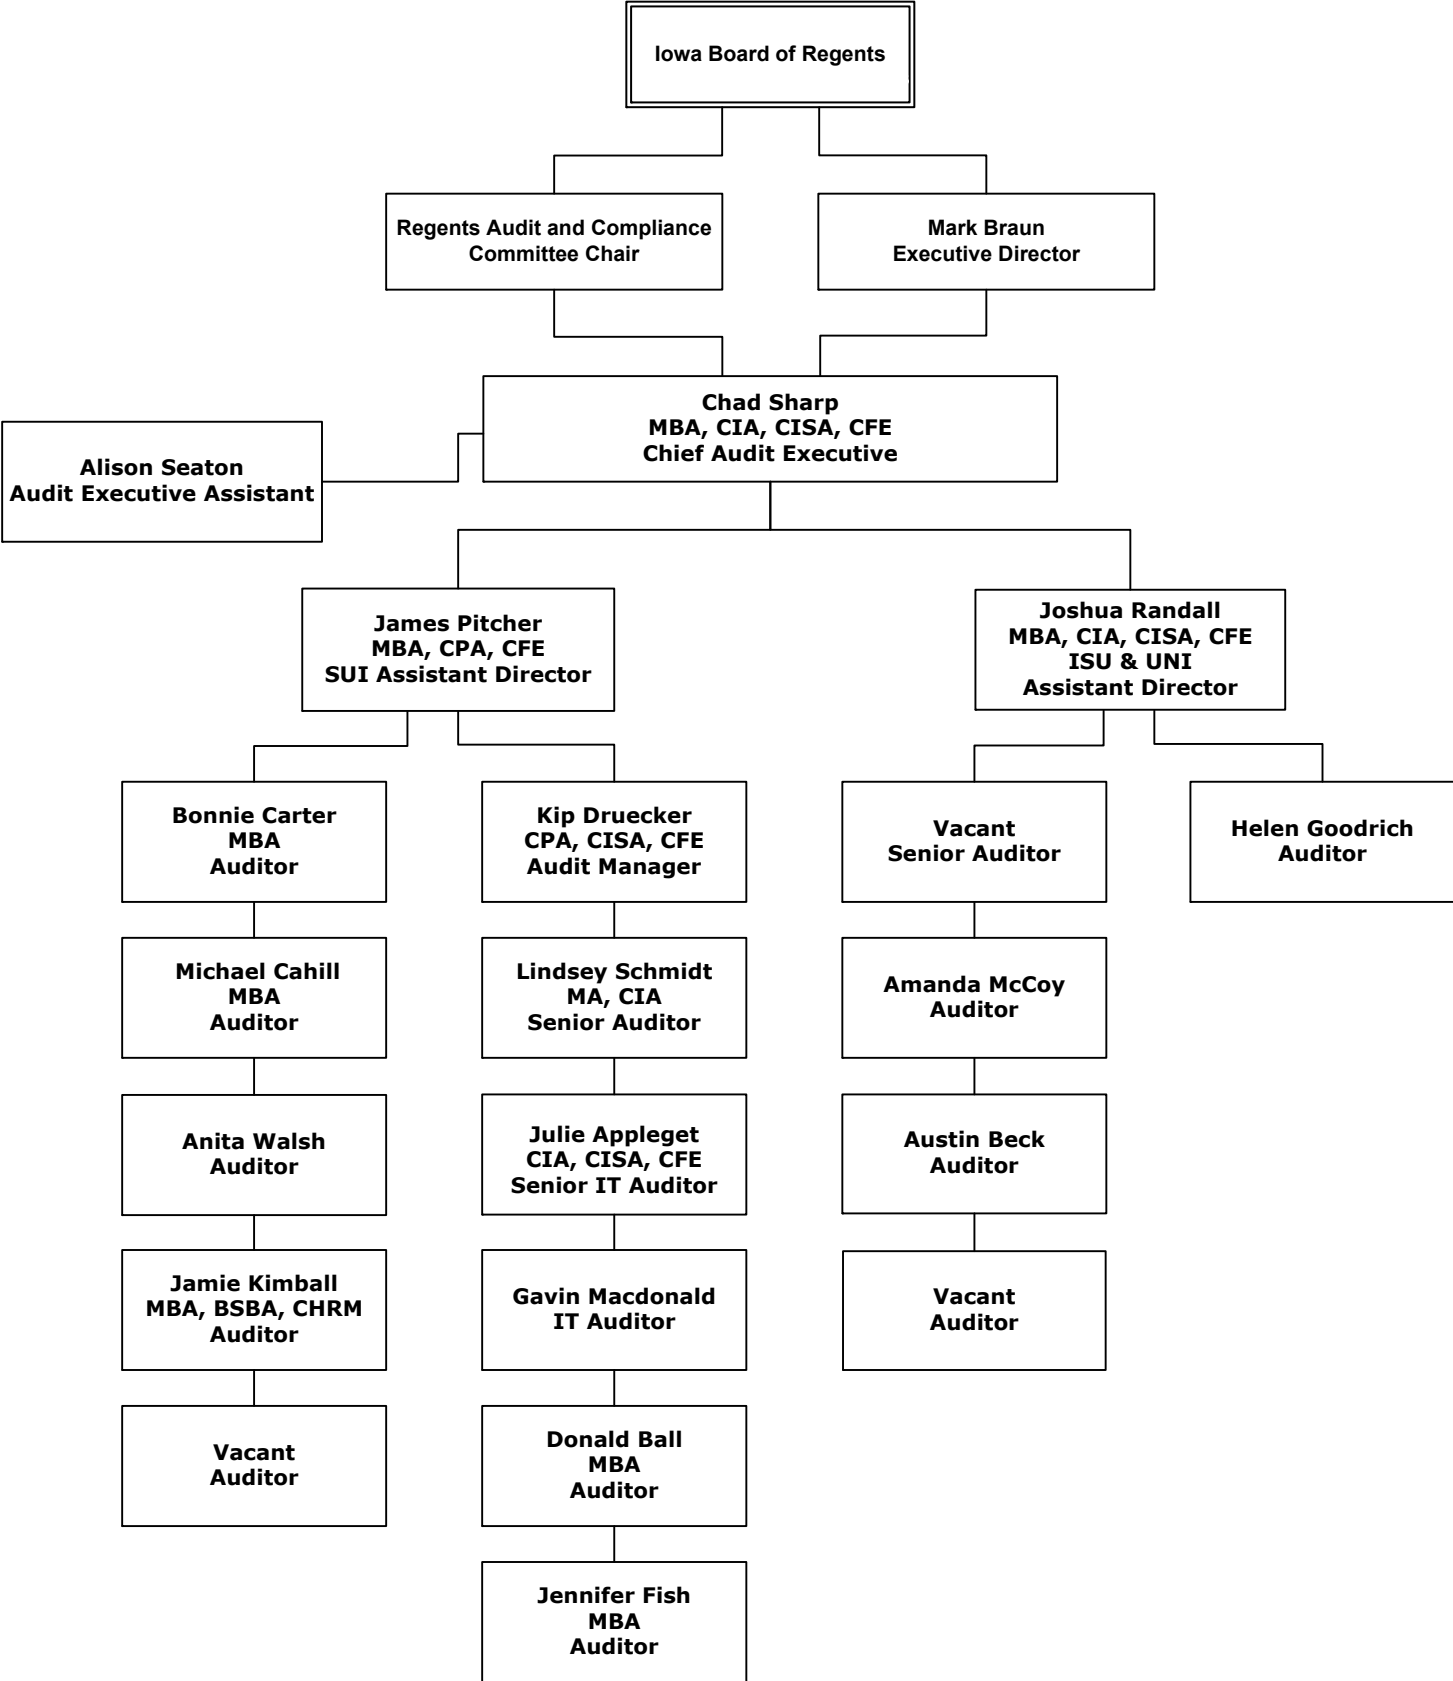 Iowa Board of Regents
Regents Audit and Compliance
Committee Chair
Mark Braun
Executive Director
Chad Sharp
MBA, CIA, CISA, CFE
Chief Audit Executive
Alison Seaton
Audit Executive Assistant
James Pitcher
MBA, CPA, CFE
SUI Assistant Director
Joshua Randall
MBA, CIA, CISA, CFE
ISU & UNI
Assistant Director
Bonnie Carter
MBA
Auditor
Kip Druecker
CPA, CISA, CFE
Audit Manager
Vacant
Senior Auditor
Helen Goodrich
Auditor
Michael Cahill
MBA
Auditor
Lindsey Schmidt
MA, CIA
Senior Auditor
Amanda McCoy
Auditor
Anita Walsh
Auditor
Julie Appleget
CIA, CISA, CFE
Senior IT Auditor
Austin Beck
Auditor
Jamie Kimball
MBA, BSBA, CHRM
Auditor
Gavin Macdonald
IT Auditor
Vacant
Auditor
Vacant
Auditor
Donald Ball
MBA
Auditor
Jennifer Fish
MBA
Auditor